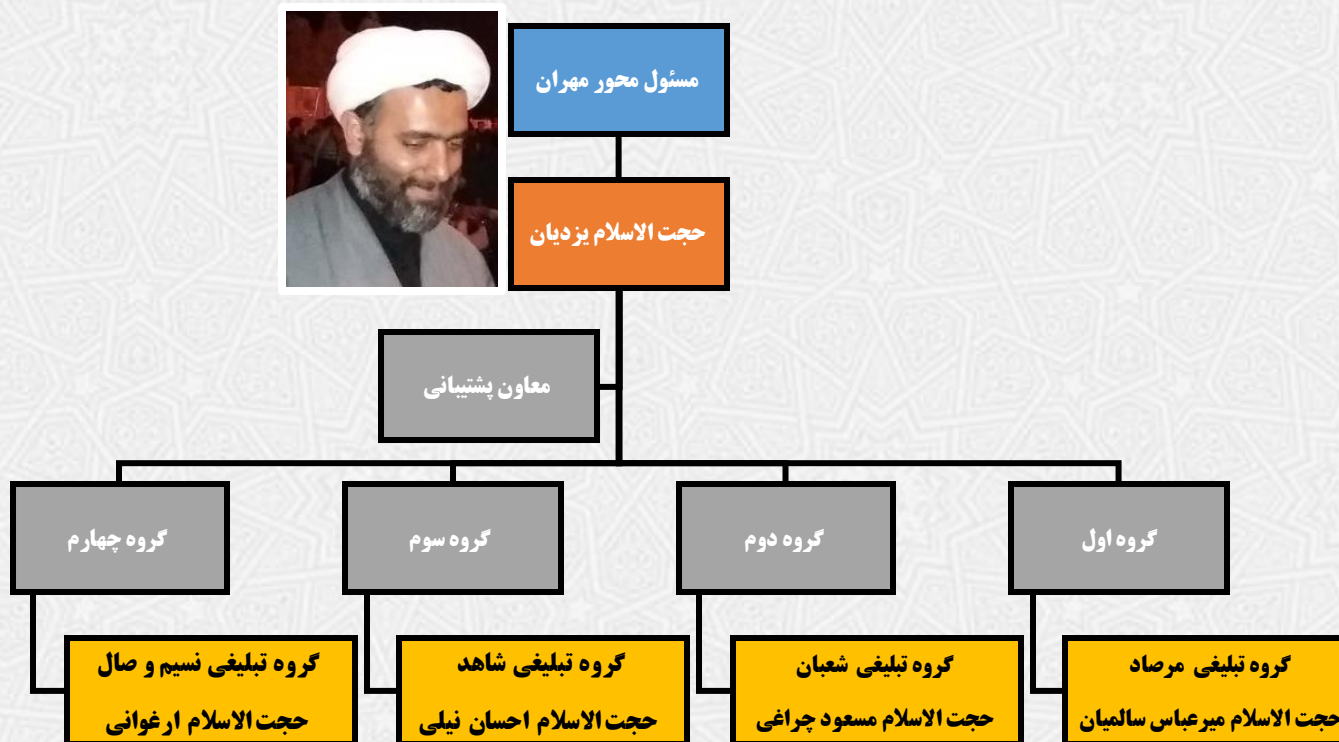 مسئول محور مهران
حجت الاسلام یزدیان
معاون پشتیبانی
گروه اول
گروه دوم
گروه سوم
گروه چهارم
گروه تبلیغی مرصاد
حجت الاسلام میرعباس سالمیان
گروه تبلیغی شعبان
حجت الاسلام مسعود چراغی
گروه تبلیغی شاهد
حجت الاسلام احسان نیلی
گروه تبلیغی نسیم و صال
حجت الاسلام ارغوانی